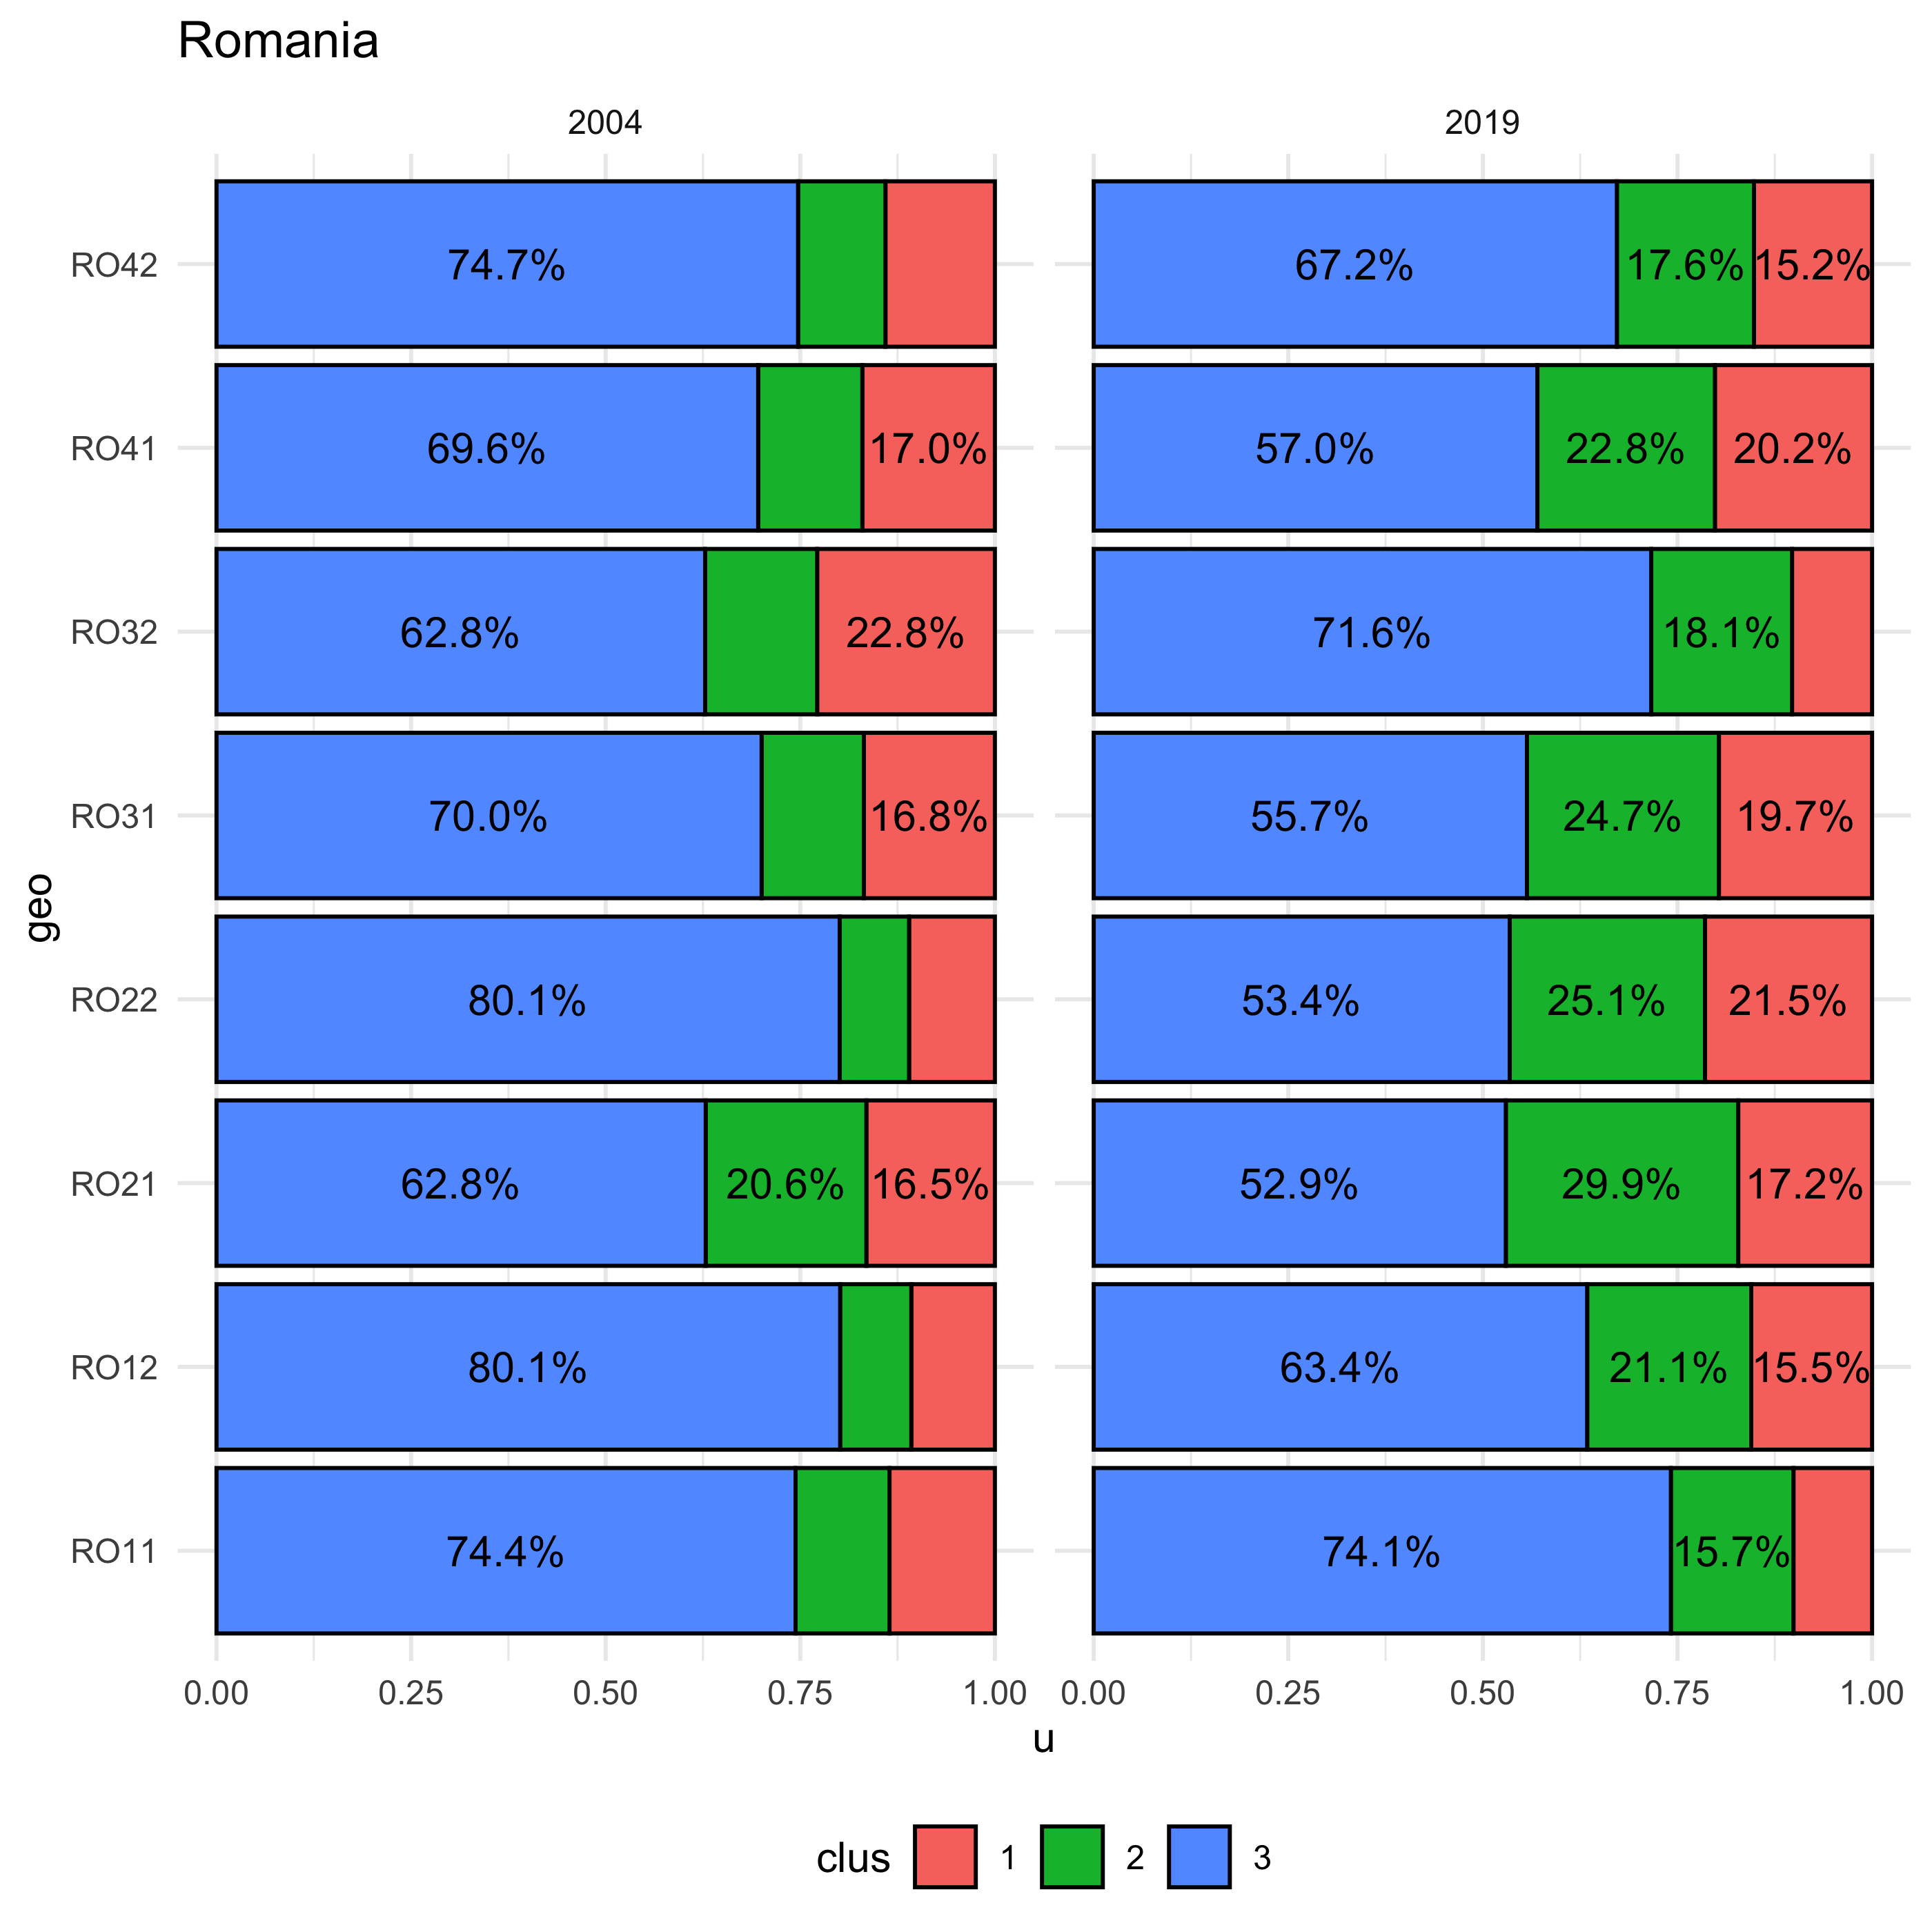 Romania
2004 2019
RO42 74.7% 67.2% 17.6% 15.2%
RO41 69.6% 17.0% 57.0% 22.8% 20.2%
RO32 62.8% 22.8% 71.6% 18.1%
RO31 70.0% 16.8% 55.7% 24.7% 19.7%
RO22 80.1% 53.4% 25.1% 21.5%
RO21 62.8% 20.6% 16.5% 52.9% 29.9% 17.2%
RO12 80.1% 63.4% 21.1% 15.5%
RO11 74.4% 74.1% 15.7%
geo
0.00 0.25 0.50 0.75 1.00 0.00 0.25 0.50 0.75 1.00
u
clus 1 2 3